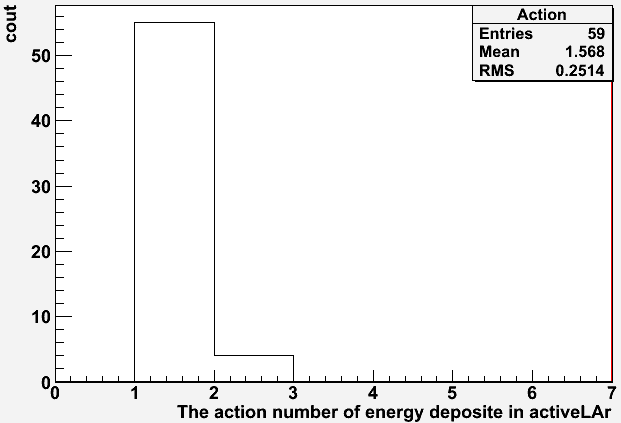 cout
Action
Entries 59
Mean 1.568
RMS 0.2514
50
40
30
20
10
0
0 1 2 3 4 5 6 7
The action number of energy deposite in activeLAr